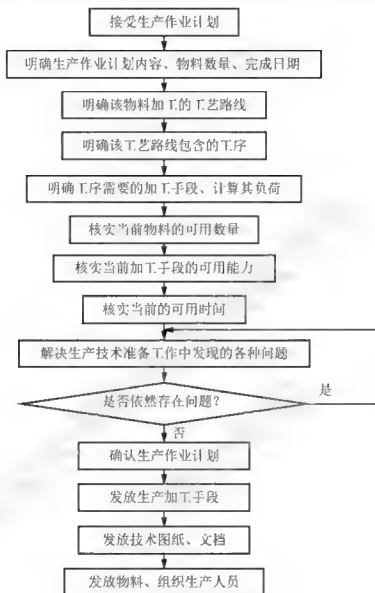 接受生产作业计划
明确生产作业计划内容、物料数量、完成日期
明确该物料加工的工艺路线
明确该工艺路线包含的工序
明确工序需要的加工手段、计算其负荷
核实当前物料的可用数量
核实当前加工手段的可用能力
核实当前的可用时间
解决生产技术准备工作中发现的各种问题
是否依然存在问题?
是
否
确认生产作业计划
发放生产加工手段
发放技术图纸、文档
发放物料、组织生产人员